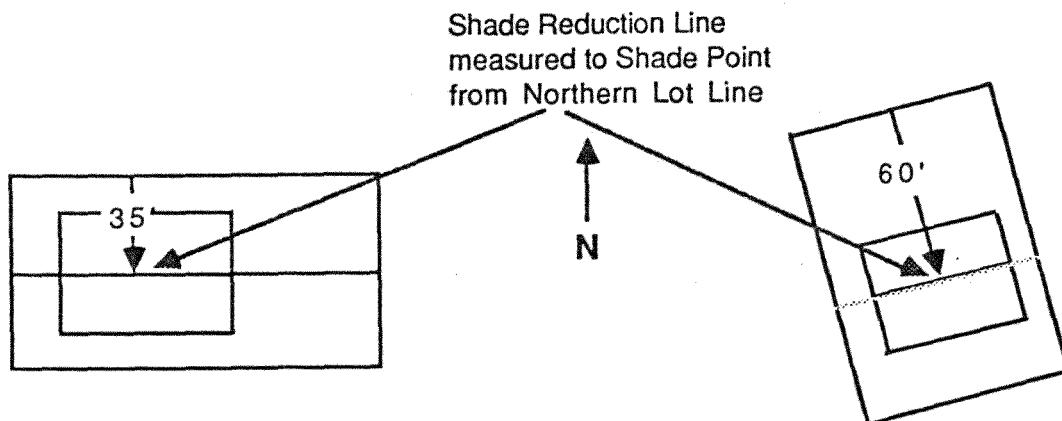 Shade Reduction Line
measured to Shade Point
from Northern Lot Line
35'
60'
N